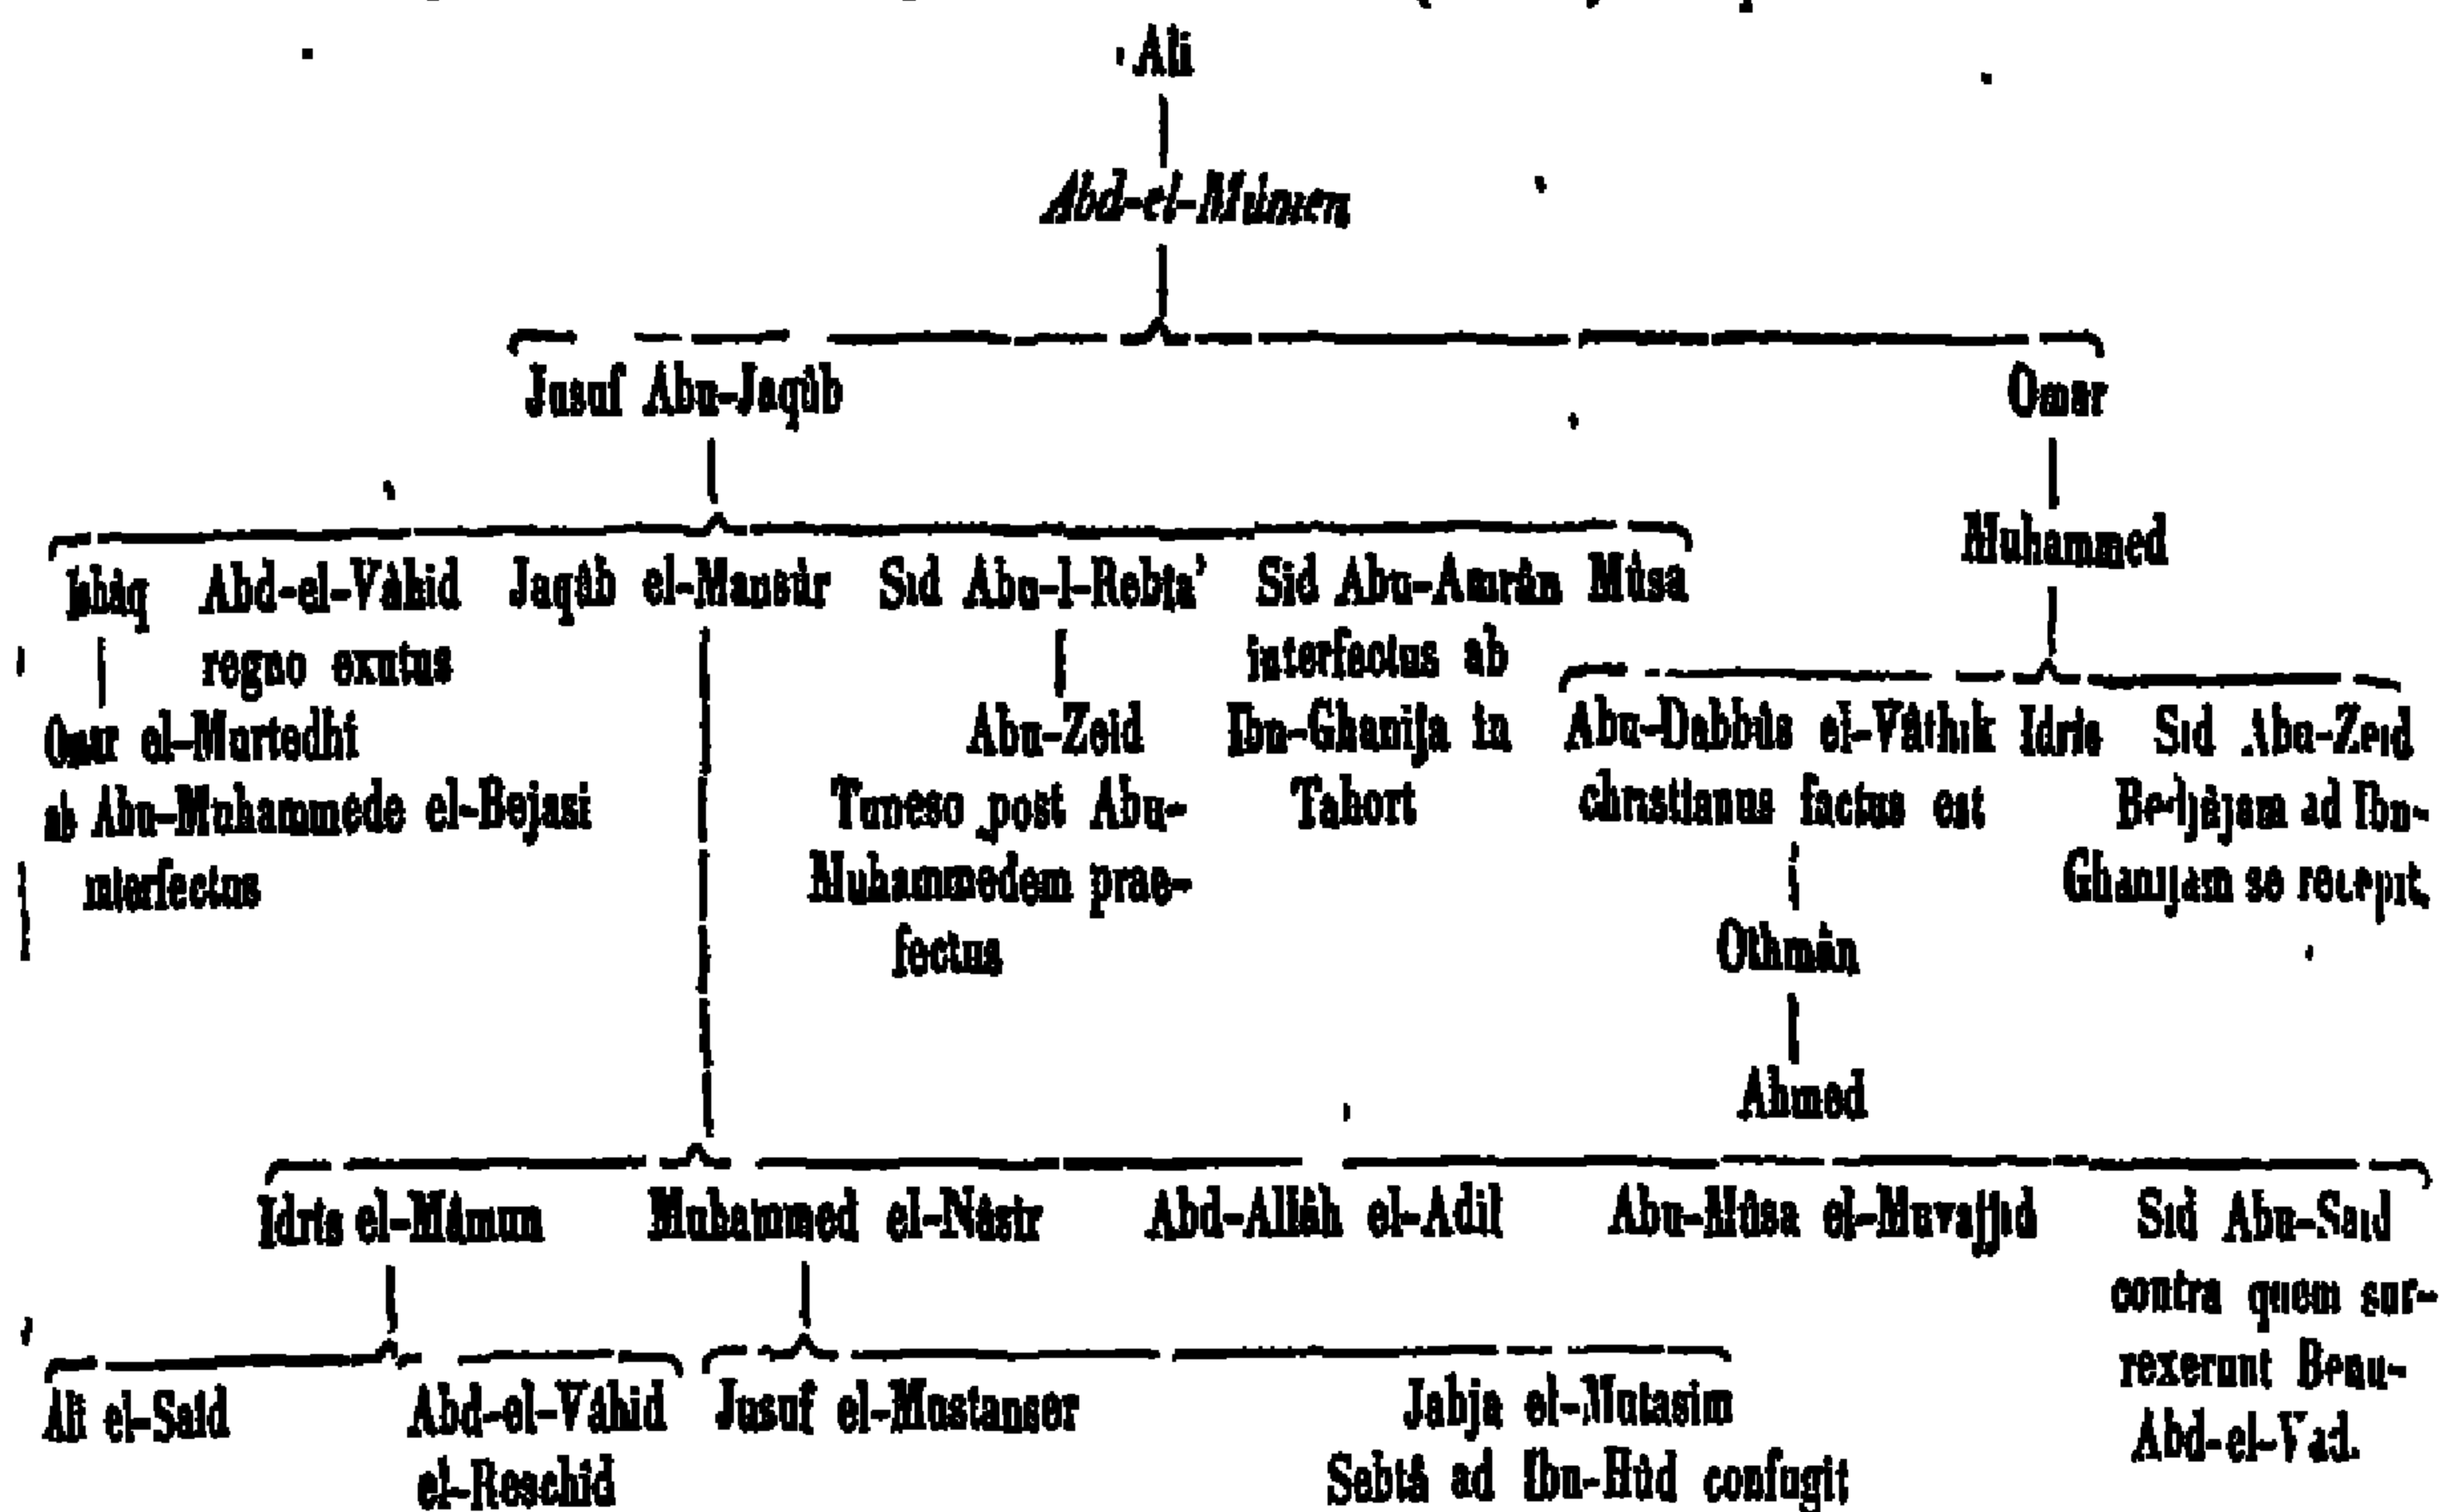 Ali
Abd-el-Mûmen
Jusuf Abu-Jaqûb Omar
Muhammed
Ishâq Abd-el-Vâhid Jaqûb el-Mansûr Sid Abu-l-Rebîa' Sid Abu-Amrân Mûsa
regno exutus interfectus ab
Omar el-Murtedhi Abu-Zeid Ibn-Ghanija in Abu-Dabbûs el-Vâthik Idris Sid Abu-Zeid
ab Abu-Muhammede el-Bejasi Tuneso post Abu- Tahort christianus factus est Bedjâjam ad Ibn-
interfectus Muhammedem prae- Ghanijam se recepit.
fectus Othmân
Ahmed
Idris el-Mâmun Muhammed el-Nâsir Abd-Allâh el-Adil Abu-Mûsa el-Muvajjid Sid Abu-Said
contra quem sur-
rexerunt Benu-
Ali el-Said Abd-el-Vâhid Jusuf el-Mostanser Jahja el-Mutasim Abd-el-Vad.
el-Reschid Sebtâ ad Ibn-Hûd confugit